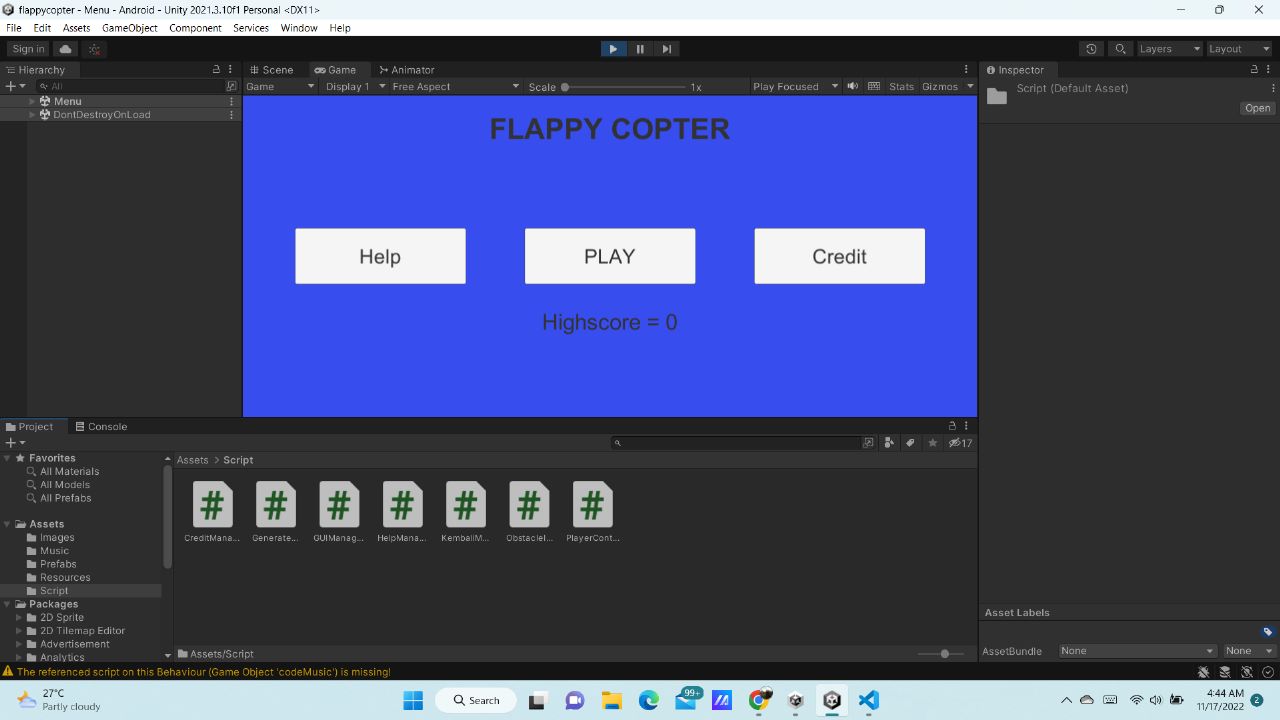 flappycopter - Menu - Android - Unity 2021.3.10f1 Personal <DX11>
File Edit Assets GameObject Component Services Window Help
Sign in
Layers
Layout
Hierarchy
All
Menu
DontDestroyOnLoad
Scene Game Animator
Game Display 1 Free Aspect Scale 1x Play Focused Stats Gizmos
FLAPPY COPTER
Help
PLAY
Credit
Highscore = 0
Inspector
Script (Default Asset)
Open
Project Console
17
Favorites
All Materials
All Models
All Prefabs
Assets
Images
Music
Prefabs
Resources
Script
Packages
2D Sprite
2D Tilemap Editor
Advertisement
Analytics
Assets > Script
CreditMana... Generate... GUIManag... HelpMana... KembaliM... ObstacleI... PlayerCont...
Assets/Script
Asset Labels
AssetBundle None None
The referenced script on this Behaviour (Game Object 'codeMusic') is missing!
27°C
Partly cloudy
Search
99+
4:44 AM
11/17/2022
2